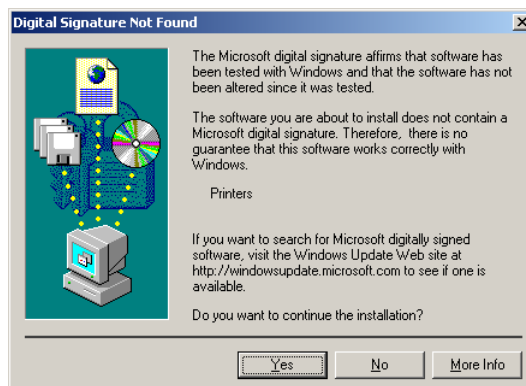 Digital Signature Not Found
The Microsoft digital signature affirms that software has
been tested with Windows and that the software has not
been altered since it was tested.
The software you are about to install does not contain a
Microsoft digital signature. Therefore, there is no
guarantee that this software works correctly with
Windows.
Printers
If you want to search for Microsoft digitally signed
software, visit the Windows Update Web site at
http://windowsupdate.microsoft.com to see if one is
available.
Do you want to continue the installation?
Yes No More Info